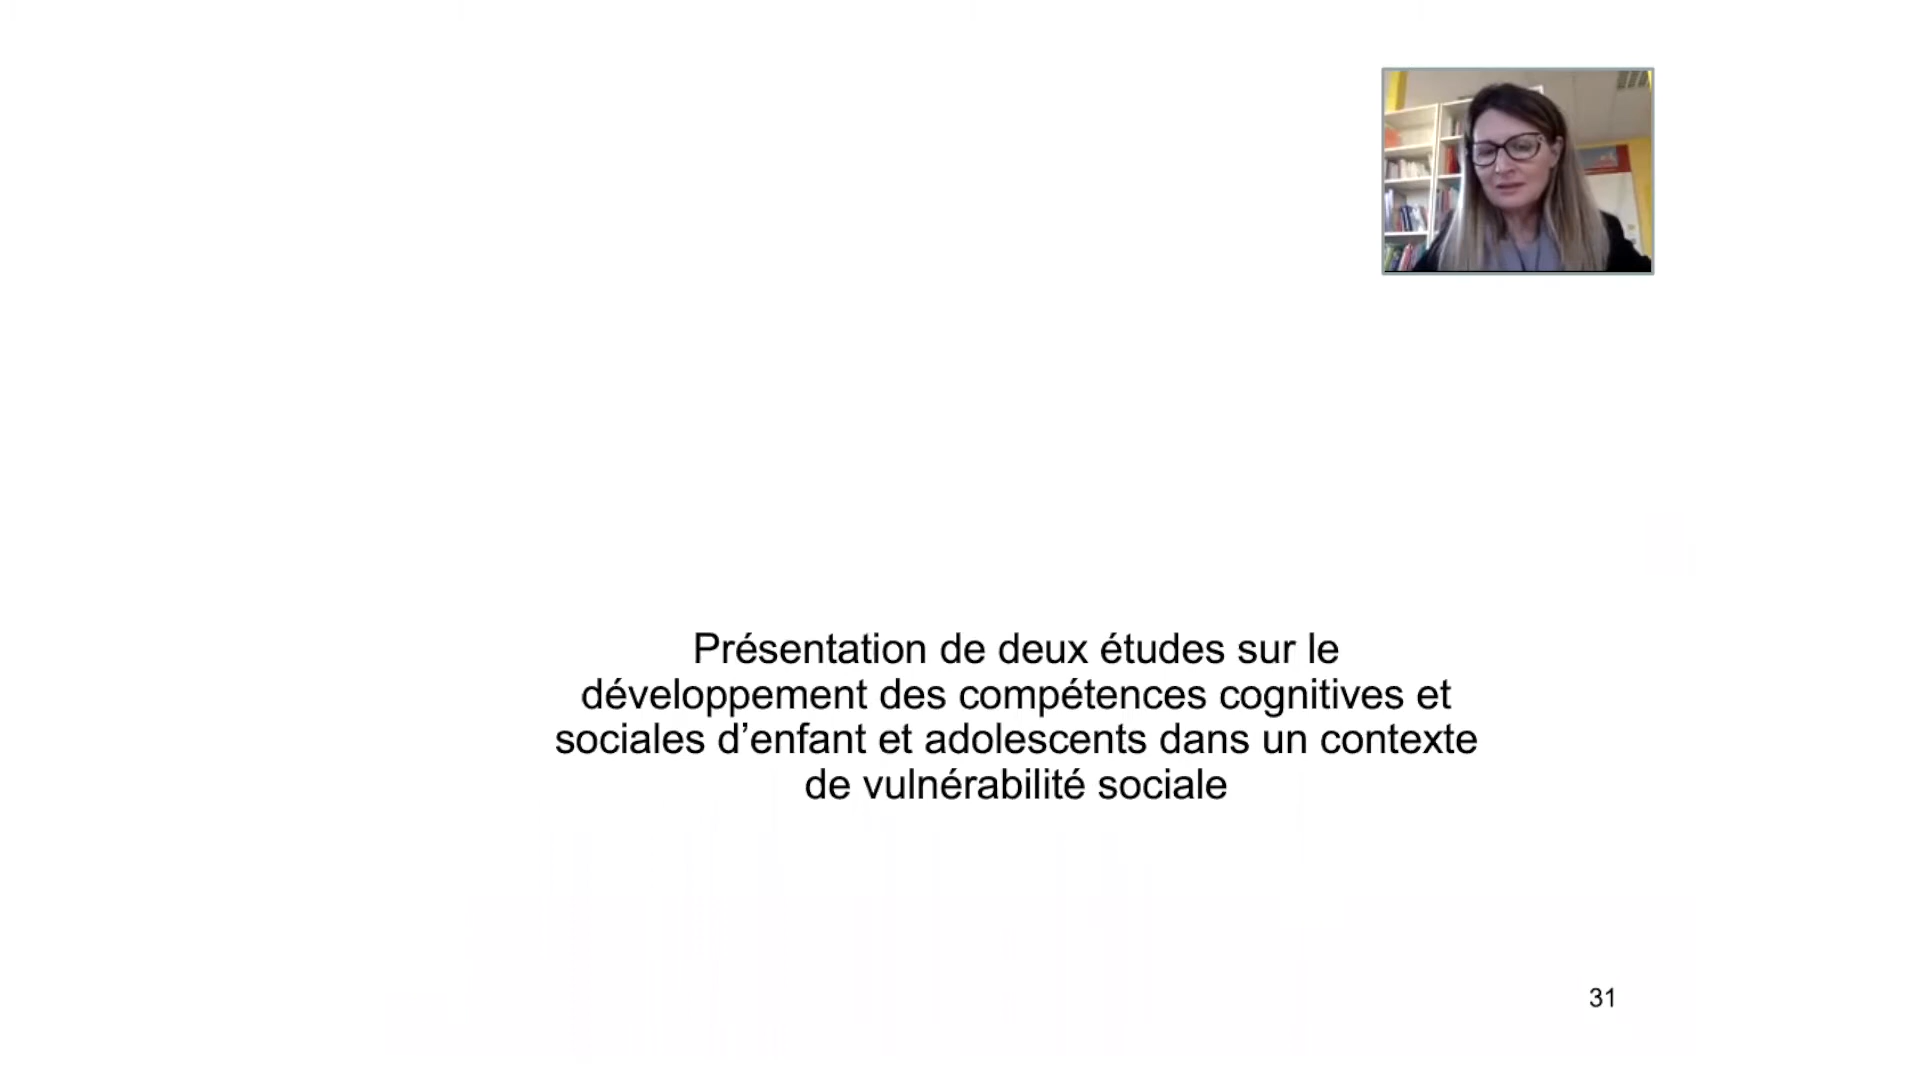 Présentation de deux études sur le
développement des compétences cognitives et
sociales d’enfant et adolescents dans un contexte
de vulnérabilité sociale
31